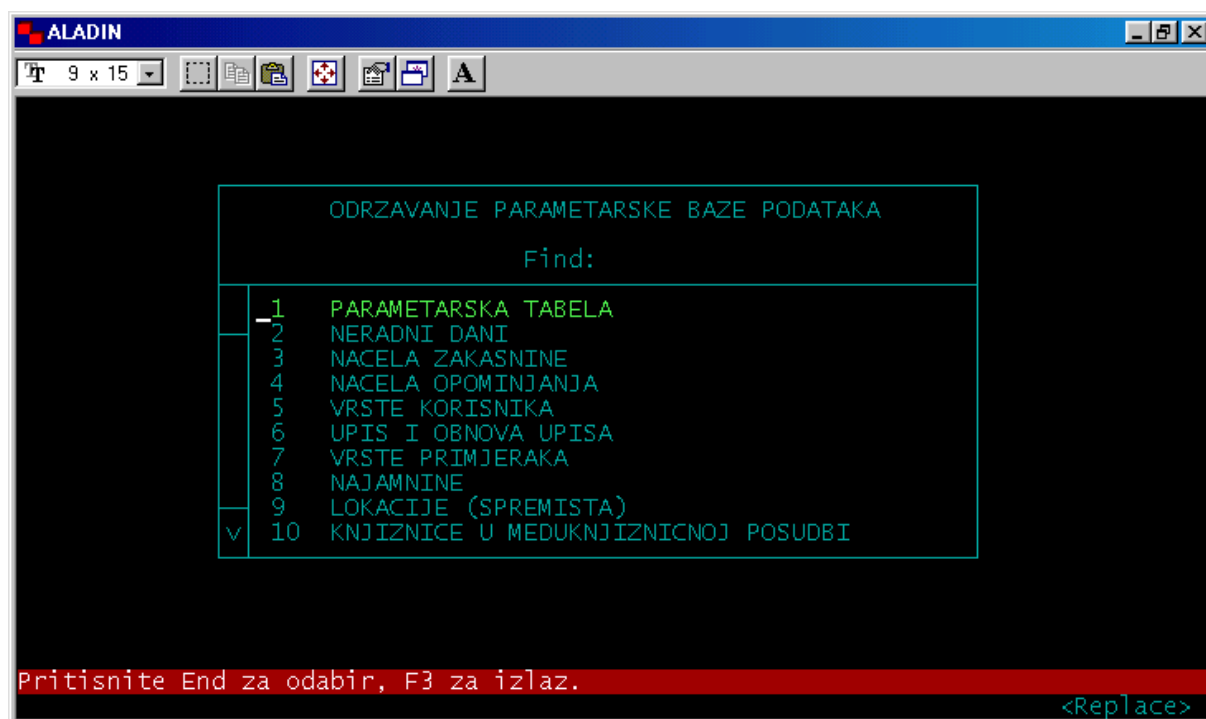 ALADIN
9 x 15
A
ODRZAVANJE PARAMETARSKE BAZE PODATAKA
Find:
1 PARAMETARSKA TABELA
2 NERADNI DANI
3 NACELA ZAKASNINE
4 NACELA OPOMINJANJA
5 VRSTE KORISNIKA
6 UPIS I OBNOVA UPISA
7 VRSTE PRIMJERAKA
8 NAJAMNINE
9 LOKACIJE (SPREMISTA)
10 KNJIZNICE U MEDUKNJIZNICNOJ POSUDBI
Pritisnite End za odabir, F3 za izlaz.
<Replace>